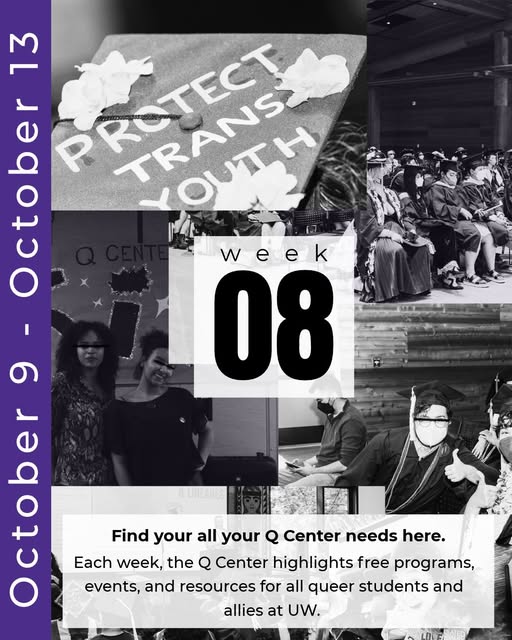 October 9 - October 13
PROTECT
TRANS
YOUTH
Q CENTE
week
08
Find your all your Q Center needs here.
Each week, the Q Center highlights free programs,
events, and resources for all queer students and
allies at UW.